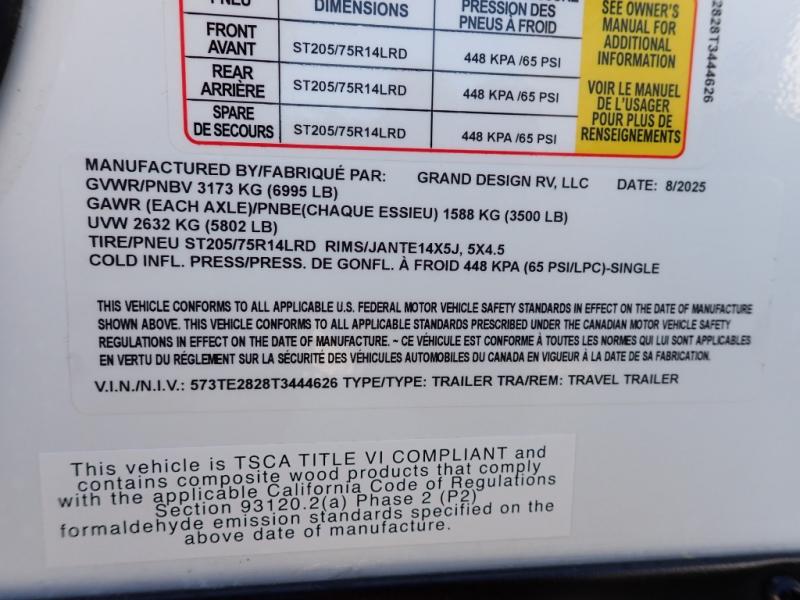 DIMENSIONS
PRESSION DES
PNEUS À FROID
SEE OWNER'S
MANUAL FOR
ADDITIONAL
INFORMATION
FRONT
AVANT
ST205/75R14LRD
448 KPA /65 PSI
REAR
ARRIÈRE
ST205/75R14LRD
448 KPA /65 PSI
VOIR LE MANUEL
DE L'USAGER
POUR PLUS DE
RENSEIGNEMENTS
SPARE
DE SECOURS
ST205/75R14LRD
448 KPA /65 PSI
2828T3444626
MANUFACTURED BY/FABRIQUÉ PAR: GRAND DESIGN RV, LLC DATE: 8/2025
GVWR/PNBV 3173 KG (6995 LB)
GAWR (EACH AXLE)/PNBE(CHAQUE ESSIEU) 1588 KG (3500 LB)
UVW 2632 KG (5802 LB)
TIRE/PNEU ST205/75R14LRD RIMS/JANTE14X5J, 5X4.5
COLD INFL. PRESS/PRESS. DE GONFL. À FROID 448 KPA (65 PSI/LPC)-SINGLE
THIS VEHICLE CONFORMS TO ALL APPLICABLE U.S. FEDERAL MOTOR VEHICLE SAFETY STANDARDS IN EFFECT ON THE DATE OF MANUFACTURE
SHOWN ABOVE. THIS VEHICLE CONFORMS TO ALL APPLICABLE STANDARDS PRESCRIBED UNDER THE CANADIAN MOTOR VEHICLE SAFETY
REGULATIONS IN EFFECT ON THE DATE OF MANUFACTURE. ~ CE VÉHICULE EST CONFORME À TOUTES LES NORMES QUI LUI SONT APPLICABLES
EN VERTU DU RÉGLEMENT SUR LA SÉCURITÉ DES VÉHICULES AUTOMOBILES DU CANADA EN VIGUEUR À LA DATE DE SA FABRICATION.
V.I.N./N.I.V.: 573TE2828T3444626 TYPE/TYPE: TRAILER TRA/REM: TRAVEL TRAILER
This vehicle is TSCA TITLE VI COMPLIANT and
contains composite wood products that comply
with the applicable California Code of Regulations
Section 93120.2(a) Phase 2 (P2)
formaldehyde emission standards specified on the
above date of manufacture.